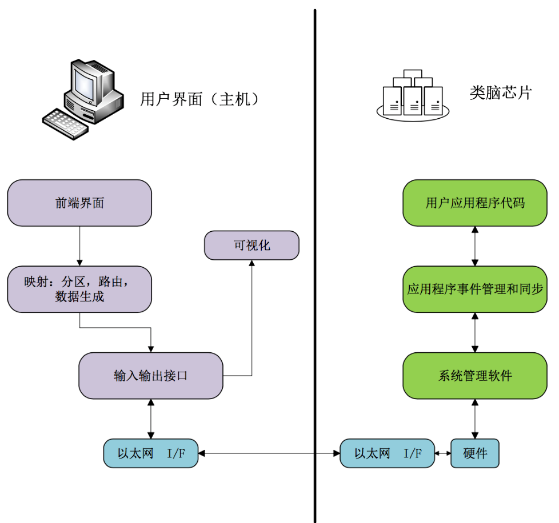 用户界面（主机）
前端界面
映射：分区，路由，
数据生成
可视化
输入输出接口
以太网 I/F
类脑芯片
用户应用程序代码
应用程序事件管理和同步
系统管理软件
以太网 I/F
硬件